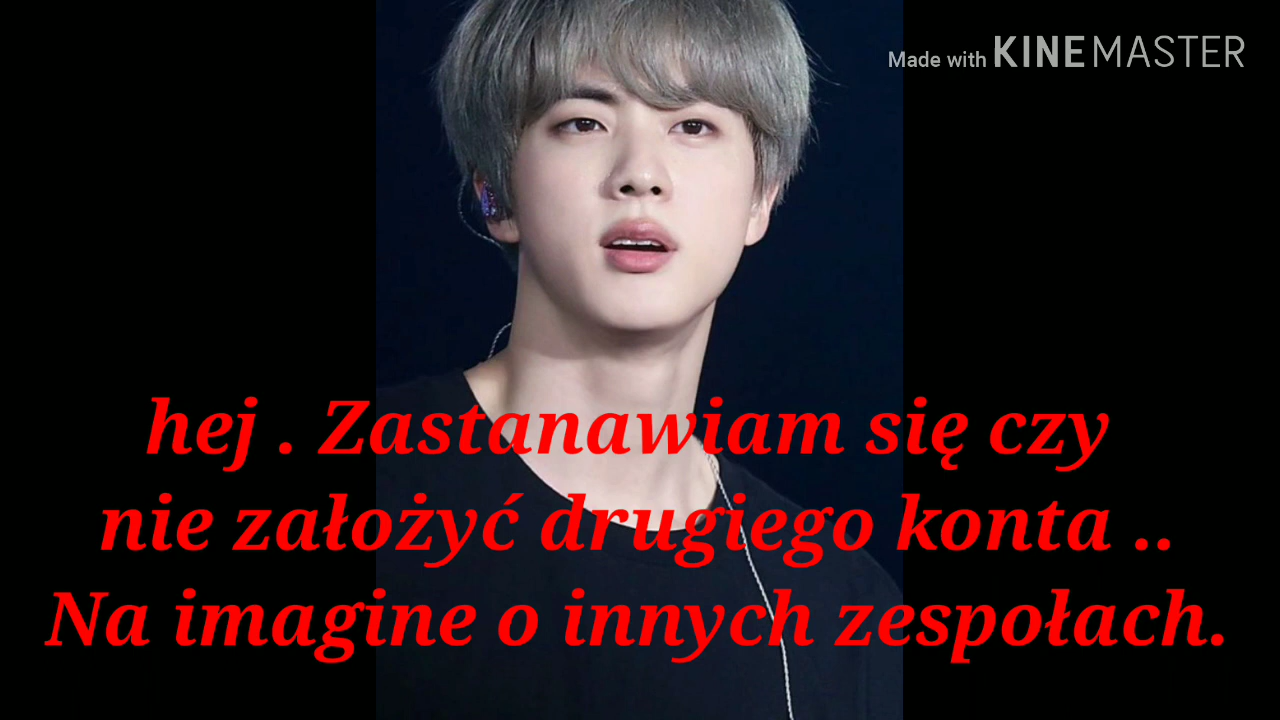 Made with KINEMASTER
hej . Zastanawiam się czy
nie założyć drugiego konta ..
Na imagine o innych zespołach.